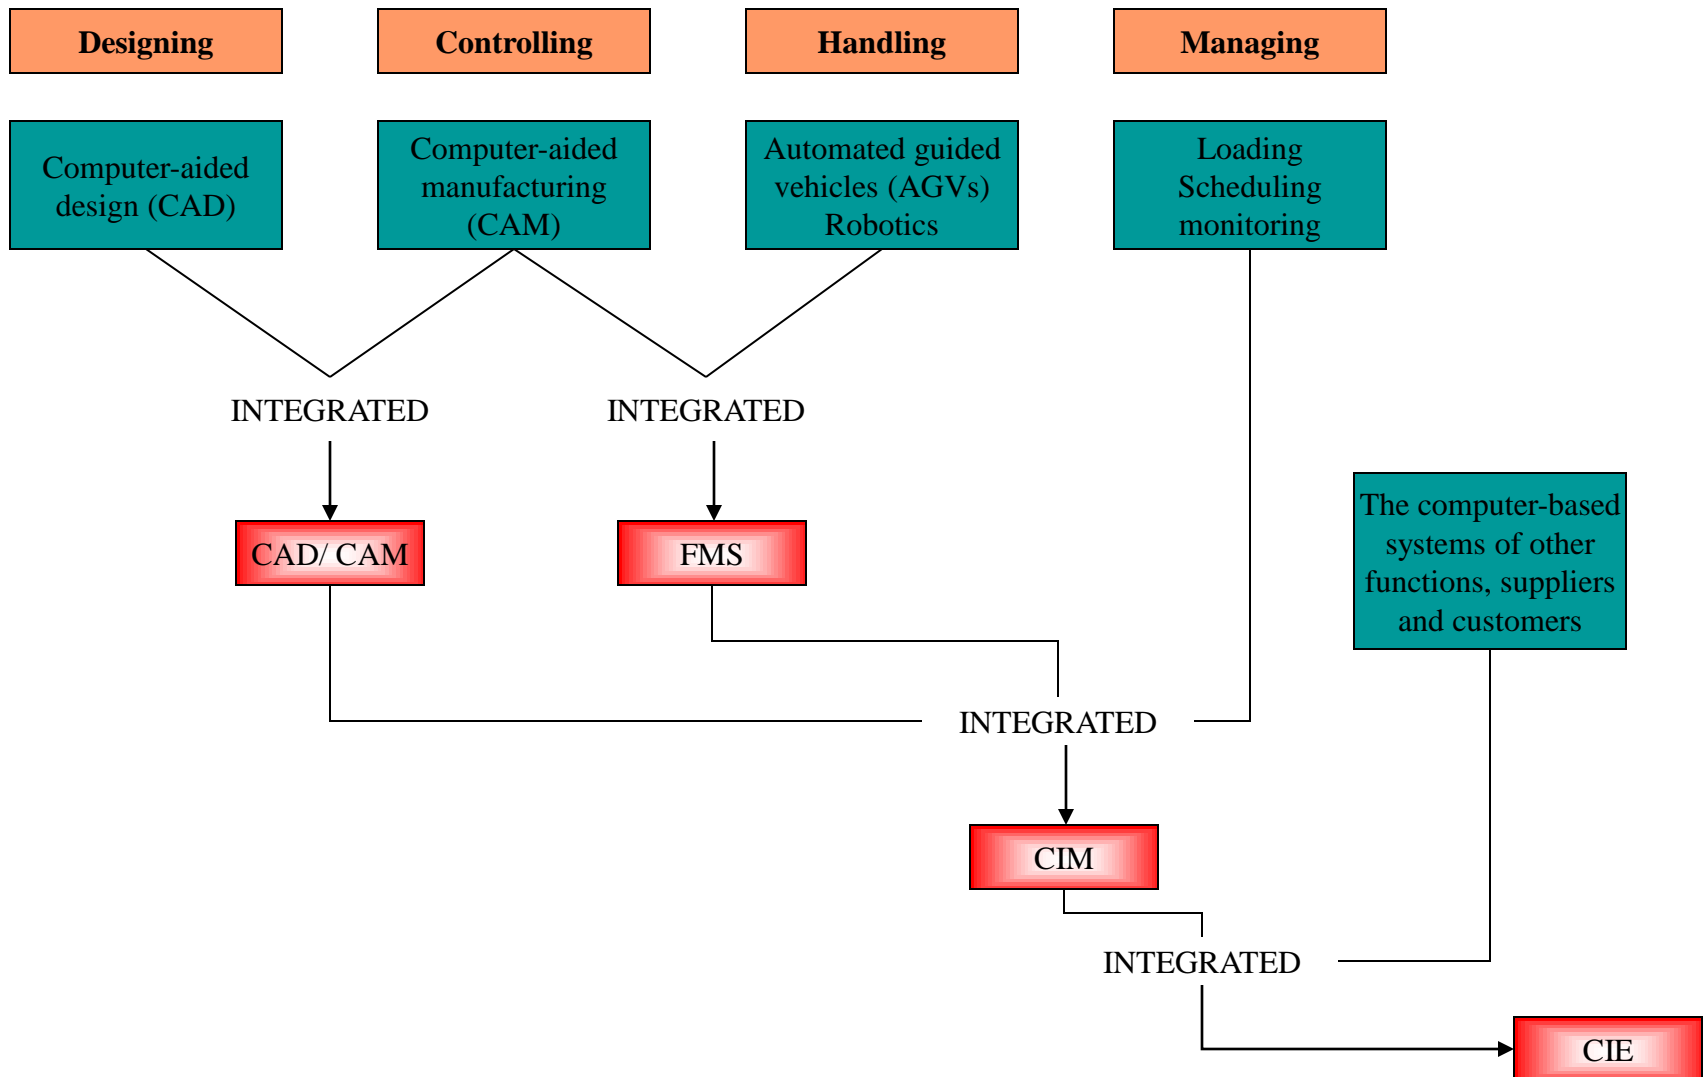 Designing
Controlling
Handling
Managing
Computer-aided
design (CAD)
Computer-aided
manufacturing
(CAM)
Automated guided
vehicles (AGVs)
Robotics
Loading
Scheduling
monitoring
INTEGRATED
INTEGRATED
The computer-based
systems of other
functions, suppliers
and customers
CAD/ CAM
FMS
INTEGRATED
CIM
INTEGRATED
CIE